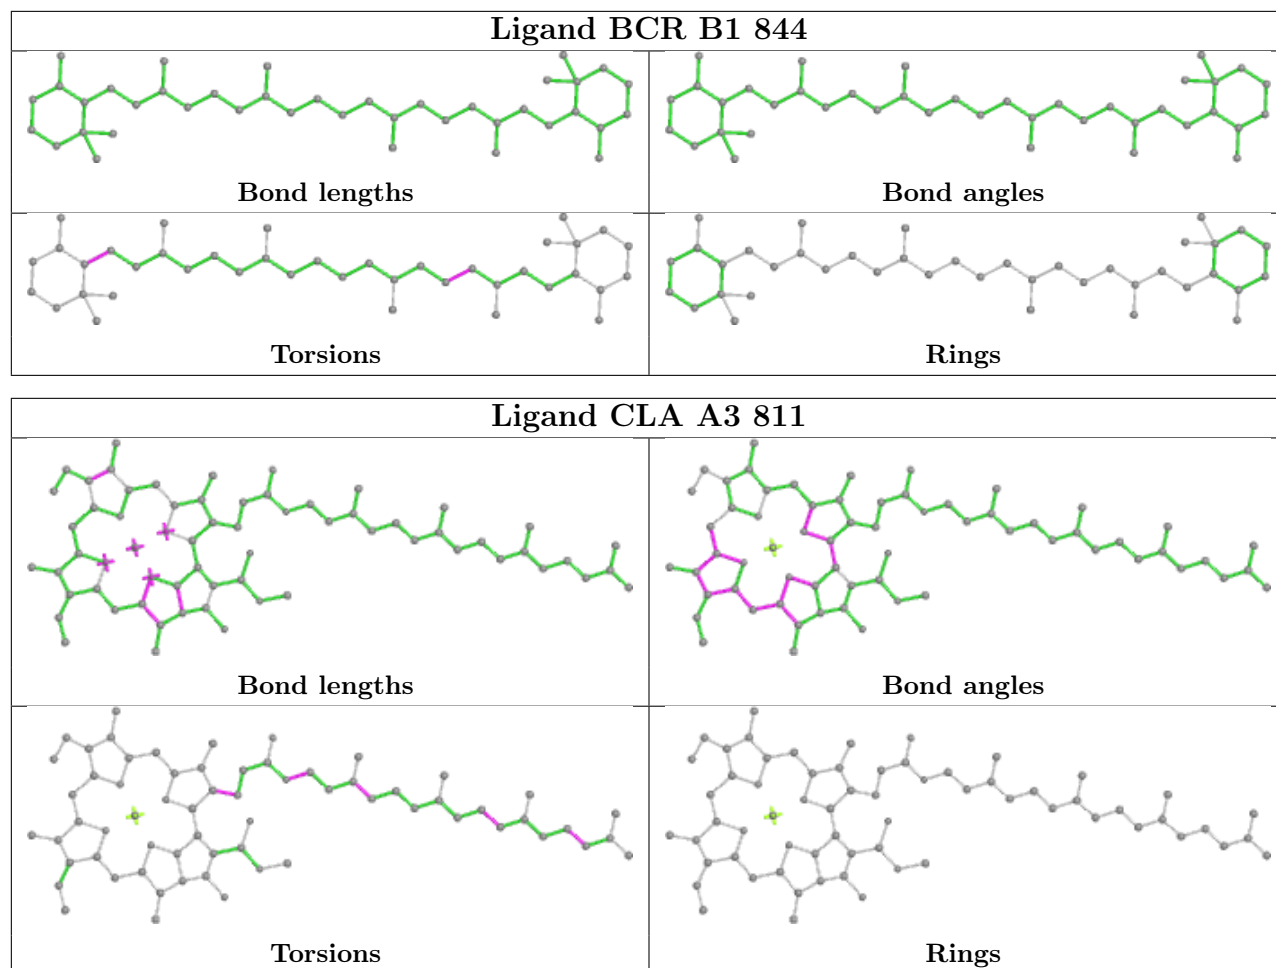 Ligand BCR B1 844
Bond lengths
Bond angles
Torsions
Rings
Ligand CLA A3 811
Bond lengths
Bond angles
Torsions
Rings